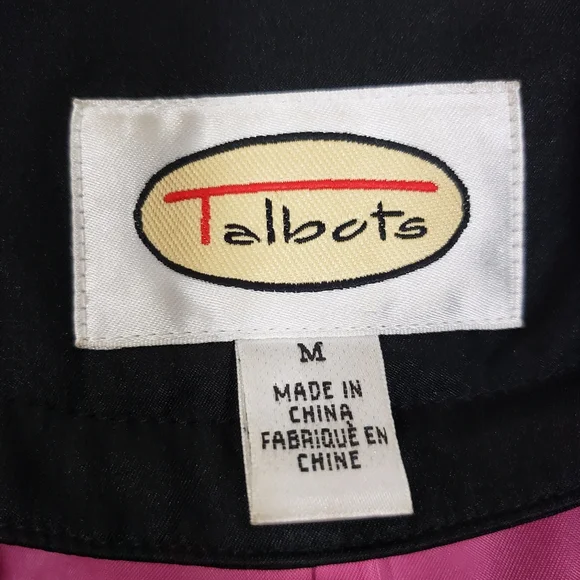 Talbots
M
MADE IN
CHINA
FABRIQUÉ EN
CHINE